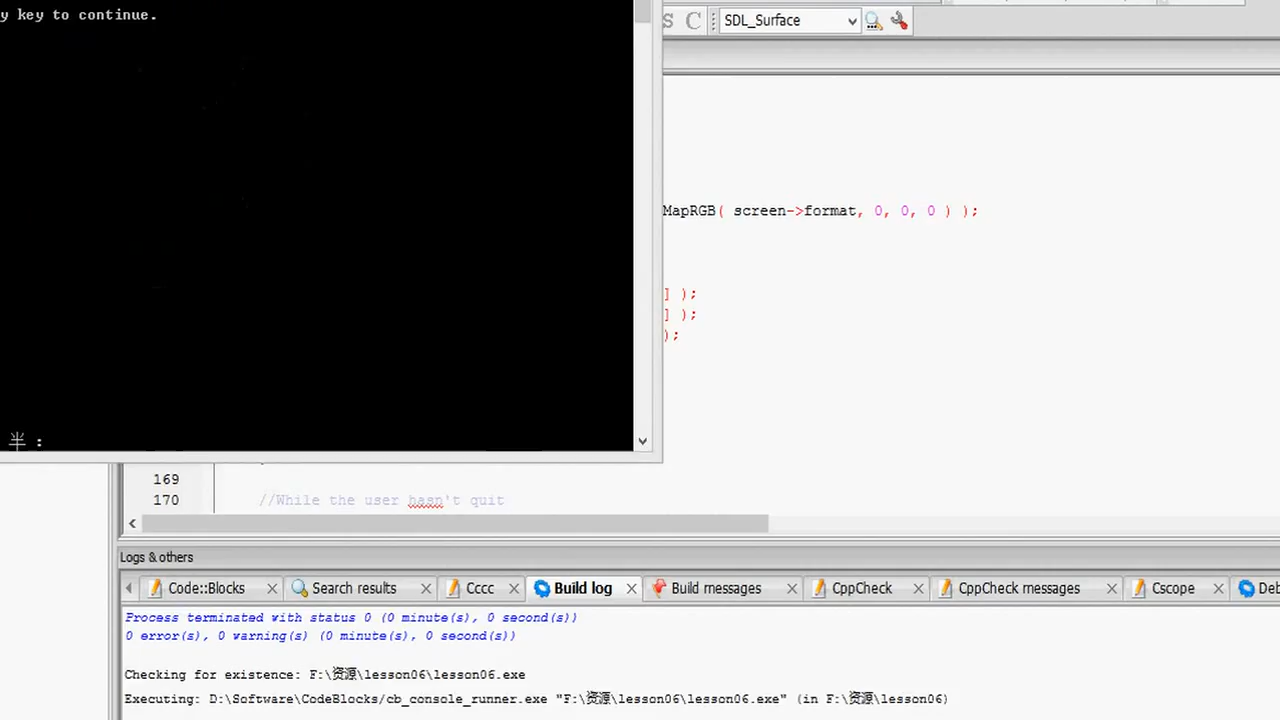 y key to continue.
S C SDL_Surface
MapRGB( screen->format, 0, 0, 0 ) );
] );
] );
);
半 :
169
170 //While the user hasn't quit
Logs & others
Code::Blocks Search results Cccc Build log Build messages CppCheck CppCheck messages Cscope Deb
Process terminated with status 0 (0 minute(s), 0 second(s))
0 error(s), 0 warning(s) (0 minute(s), 0 second(s))
Checking for existence: F:\资源\lesson06\lesson06.exe
Executing: D:\Software\CodeBlocks/cb_console_runner.exe "F:\资源\lesson06\lesson06.exe" (in F:\资源\lesson06)